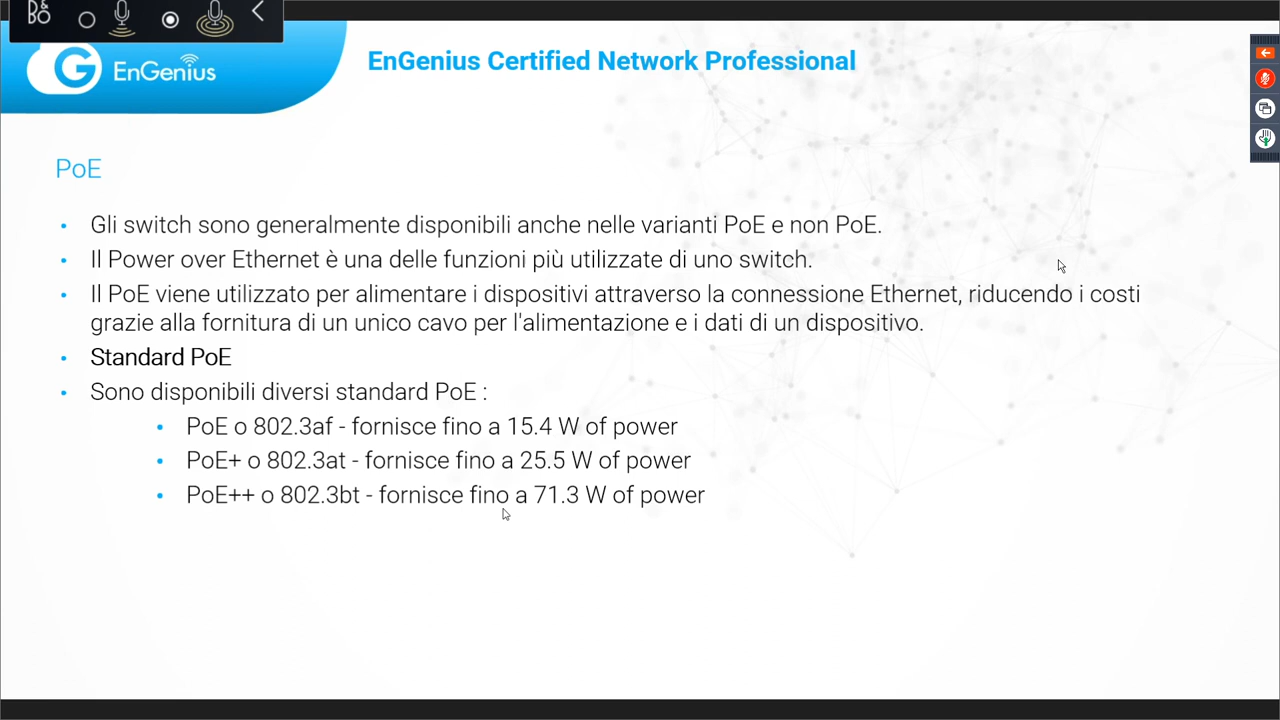 B&O
EnGenius
EnGenius Certified Network Professional
PoE
• Gli switch sono generalmente disponibili anche nelle varianti PoE e non PoE.
• Il Power over Ethernet è una delle funzioni più utilizzate di uno switch.
• Il PoE viene utilizzato per alimentare i dispositivi attraverso la connessione Ethernet, riducendo i costi
grazie alla fornitura di un unico cavo per l'alimentazione e i dati di un dispositivo.
• Standard PoE
• Sono disponibili diversi standard PoE :
• PoE o 802.3af - fornisce fino a 15.4 W of power
• PoE+ o 802.3at - fornisce fino a 25.5 W of power
• PoE++ o 802.3bt - fornisce fino a 71.3 W of power